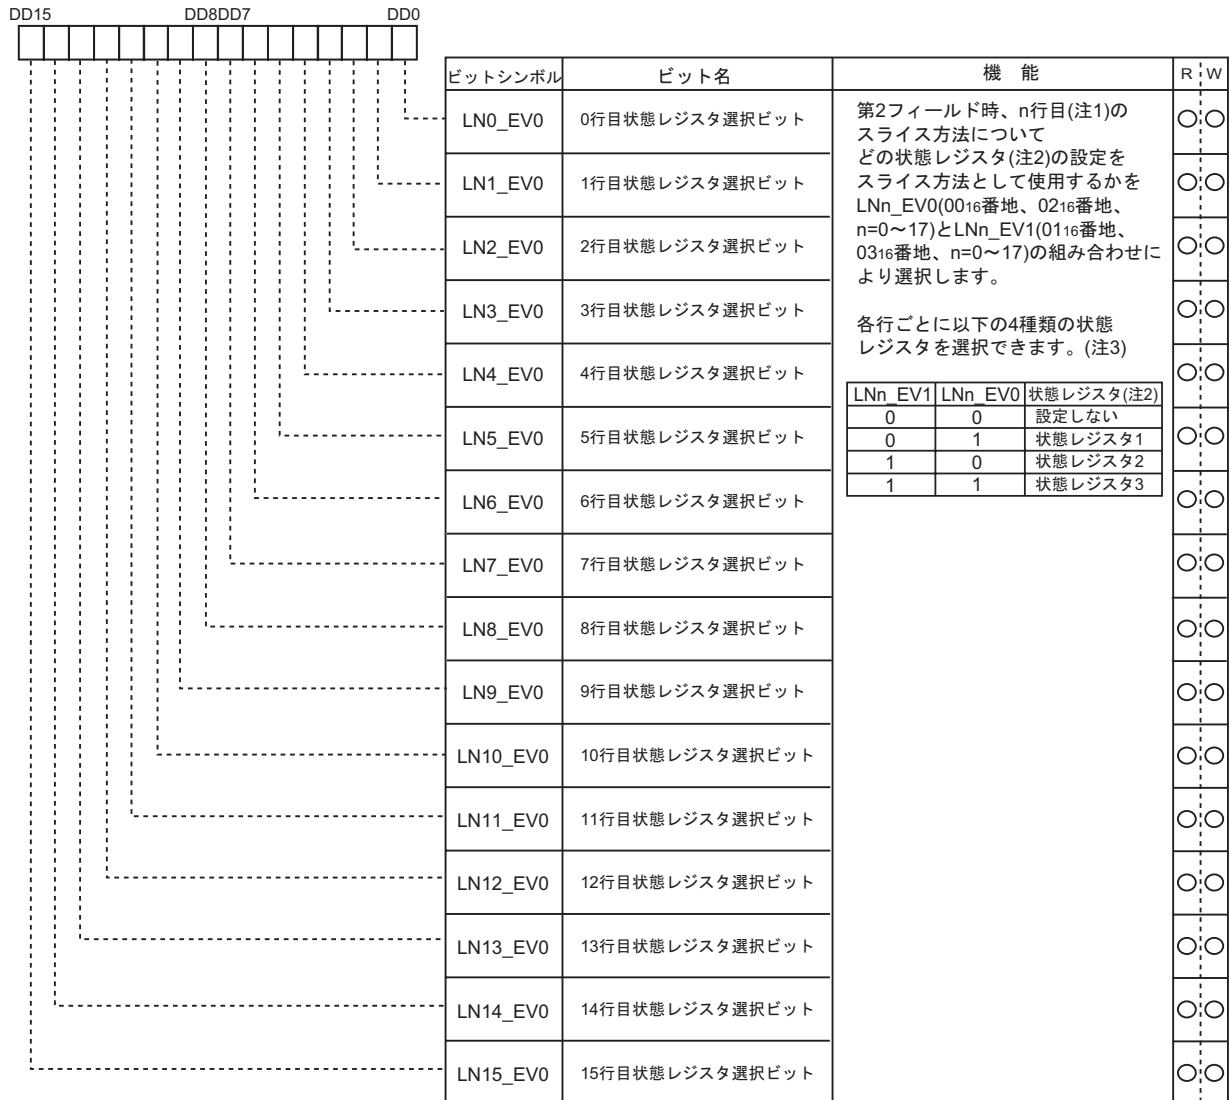 DD15 DD8DD7 DD0
ビットシンボル ビット名 機 能 R W
LN0_EV0 0行目状態レジスタ選択ビット
LN1_EV0 1行目状態レジスタ選択ビット
LN2_EV0 2行目状態レジスタ選択ビット
LN3_EV0 3行目状態レジスタ選択ビット
LN4_EV0 4行目状態レジスタ選択ビット
LN5_EV0 5行目状態レジスタ選択ビット
LN6_EV0 6行目状態レジスタ選択ビット
LN7_EV0 7行目状態レジスタ選択ビット
LN8_EV0 8行目状態レジスタ選択ビット
LN9_EV0 9行目状態レジスタ選択ビット
LN10_EV0 10行目状態レジスタ選択ビット
LN11_EV0 11行目状態レジスタ選択ビット
LN12_EV0 12行目状態レジスタ選択ビット
LN13_EV0 13行目状態レジスタ選択ビット
LN14_EV0 14行目状態レジスタ選択ビット
LN15_EV0 15行目状態レジスタ選択ビット
第2フィールド時、n行目(注1)の
スライス方法について
どの状態レジスタ(注2)の設定を
スライス方法として使用するかを
LNn_EV0(0016番地、0216番地、
n=0〜17)とLNn_EV1(0116番地、
0316番地、n=0〜17)の組み合わせに
より選択します。
各行ごとに以下の4種類の状態
レジスタを選択できます。(注3)
LNn_EV1 LNn_EV0 状態レジスタ(注2)
0 0 設定しない
0 1 状態レジスタ1
1 0 状態レジスタ2
1 1 状態レジスタ3